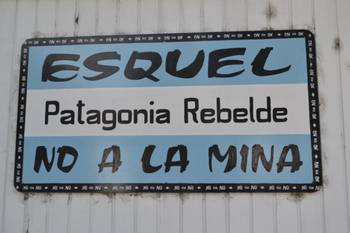 ESQUEL
Patagonia Rebelde
NO A LA MINA